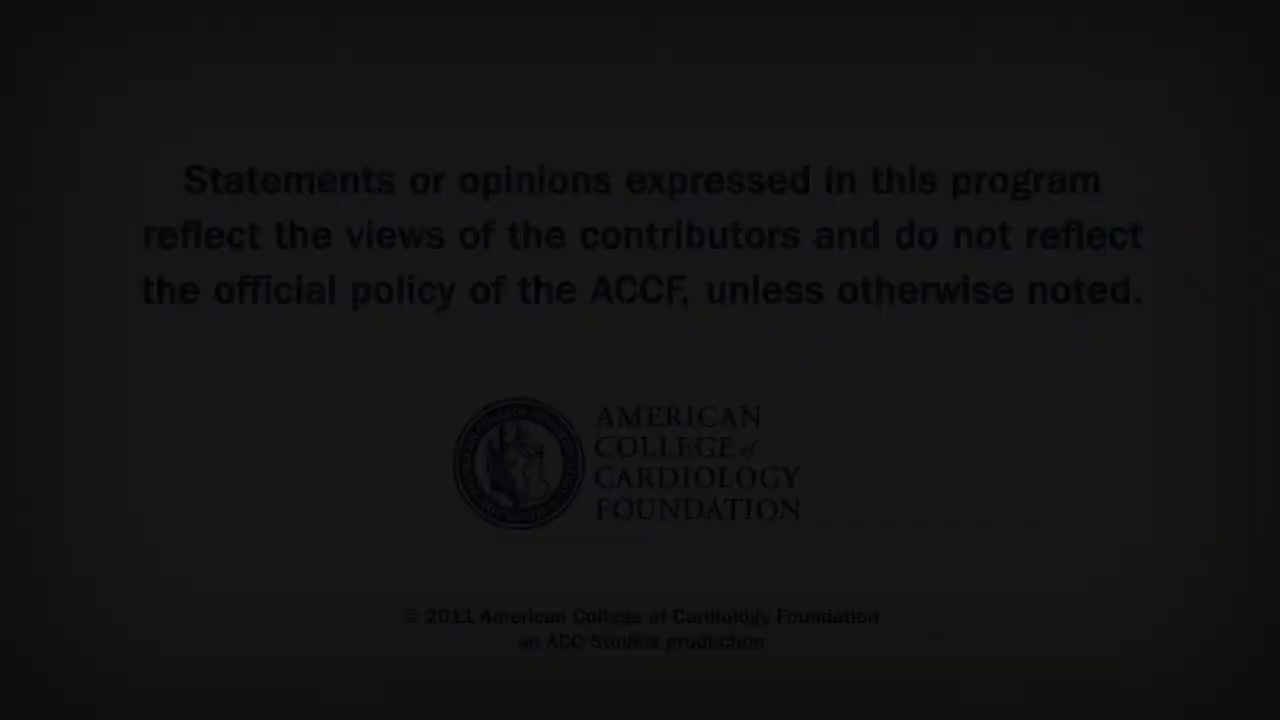 Statements or opinions expressed in this program
reflect the views of the contributors and do not reflect
the official policy of the ACCF, unless otherwise noted.
AMERICAN
COLLEGE of
CARDIOLOGY
FOUNDATION
© 2011 American College of Cardiology Foundation
an ACC Studios production